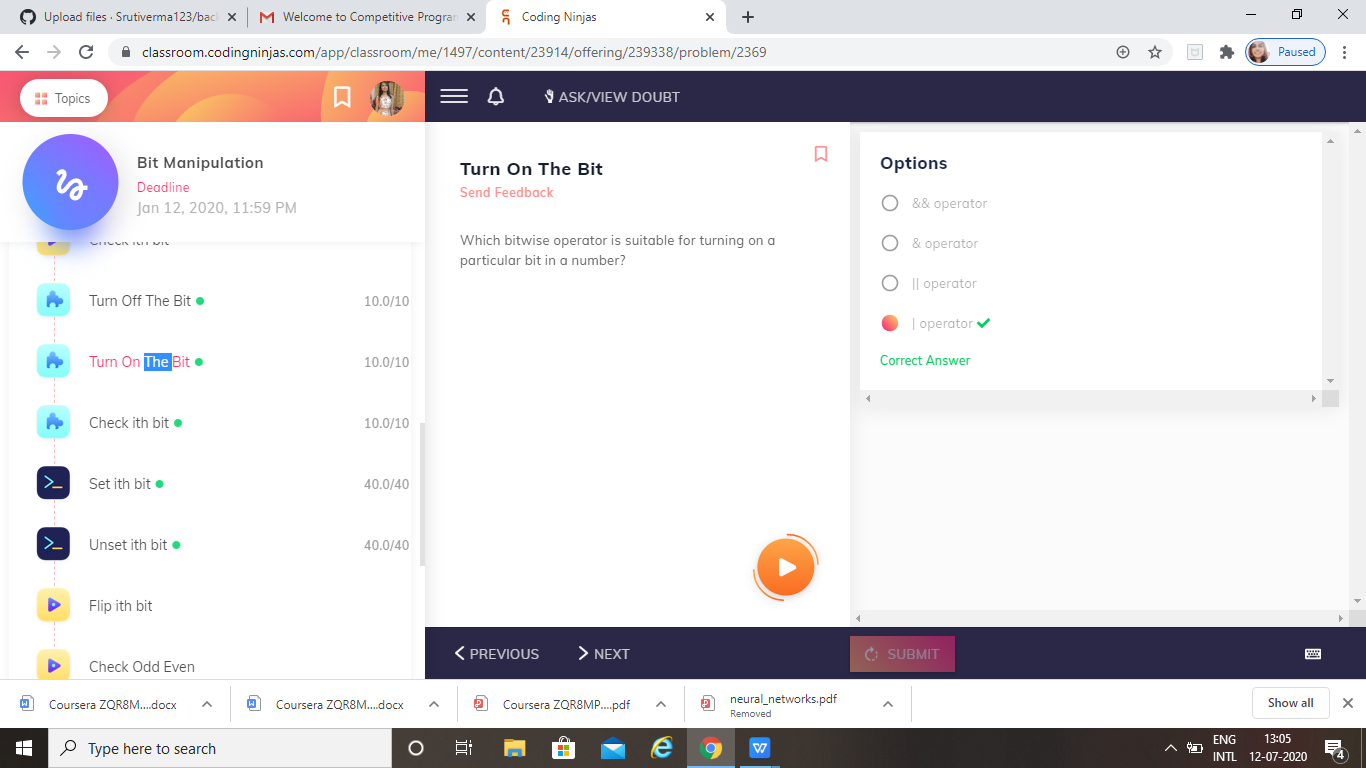 Upload files · Srutiverma123/bac
Welcome to Competitive Program
Coding Ninjas
classroom.codingninjas.com/app/classroom/me/1497/content/23914/offering/239338/problem/2369
Paused
Topics
ASK/VIEW DOUBT
Bit Manipulation
Deadline
Jan 12, 2020, 11:59 PM
Check ith bit
Turn Off The Bit
10.0/10
Turn On The Bit
10.0/10
Check ith bit
10.0/10
Set ith bit
40.0/40
Unset ith bit
40.0/40
Flip ith bit
Check Odd Even
Turn On The Bit
Send Feedback
Which bitwise operator is suitable for turning on a
particular bit in a number?
Options
&& operator
& operator
|| operator
| operator
Correct Answer
PREVIOUS
NEXT
SUBMIT
Coursera ZQR8M....docx
Coursera ZQR8M....docx
Coursera ZQR8MP....pdf
neural_networks.pdf
Removed
Show all
Type here to search
ENG
INTL
13:05
12-07-2020
4